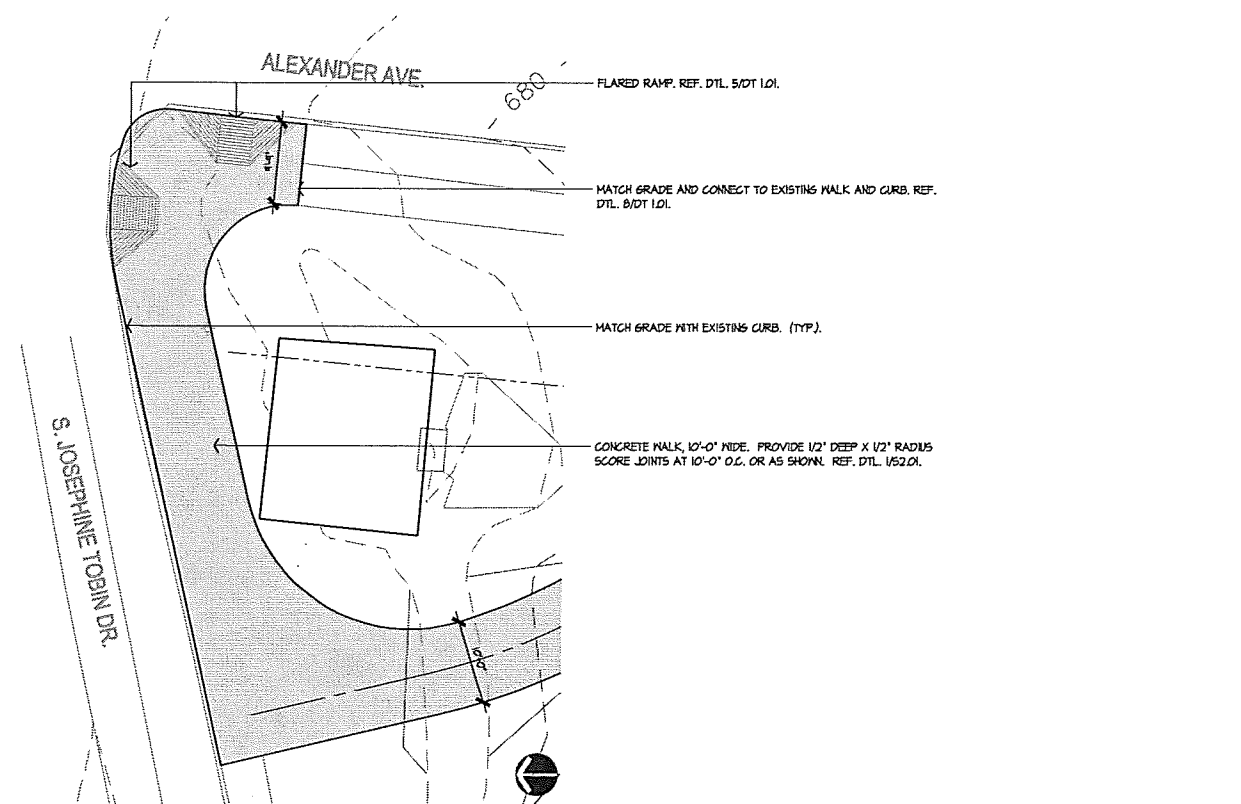 ALEXANDER AVE.
680
FLARED RAMP. REF. DTL. 5/DT 1.01.
MATCH GRADE AND CONNECT TO EXISTING WALK AND CURB. REF.
DTL. 8/DT 1.01.
MATCH GRADE WITH EXISTING CURB. (TYP.).
S. JOSEPHINE TOBIN DR.
CONCRETE WALK, 10'-0" WIDE. PROVIDE 1/2" DEEP X 1/2" RADIUS
SCORE JOINTS AT 10'-0" O.C. OR AS SHOWN. REF. DTL. 1/S2.01.